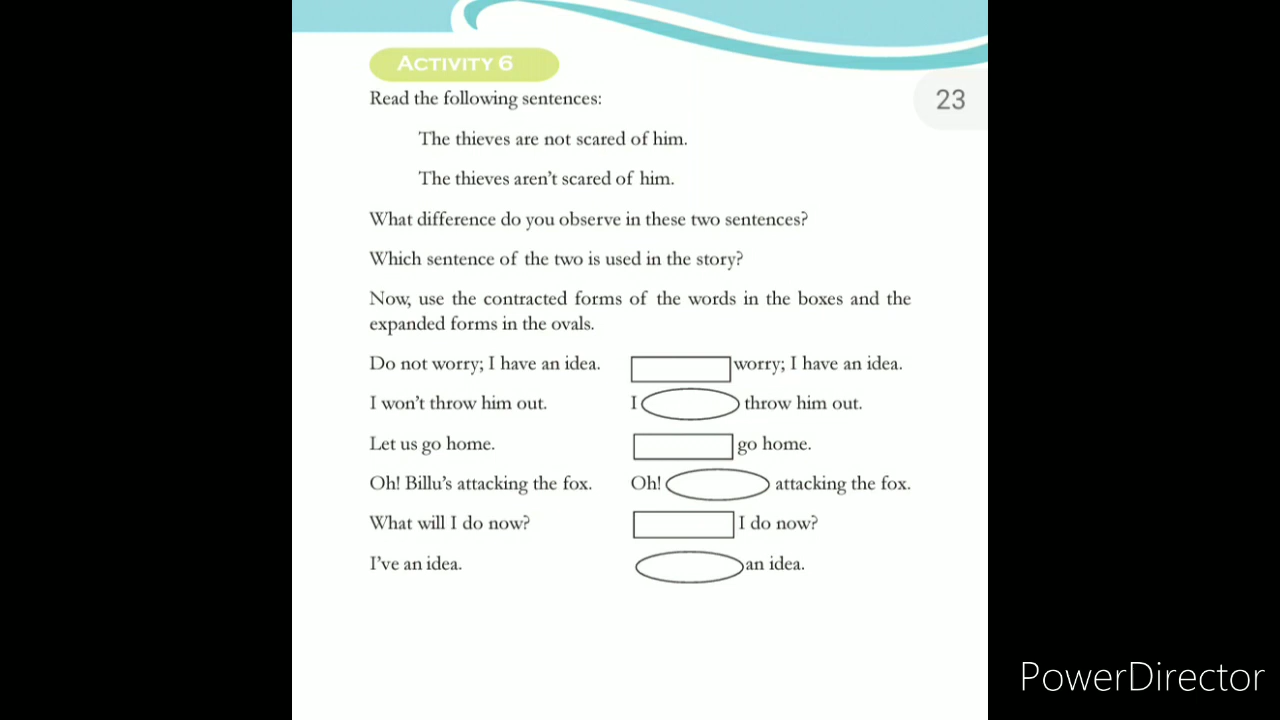 ACTIVITY 6
23
Read the following sentences:
The thieves are not scared of him.
The thieves aren't scared of him.
What difference do you observe in these two sentences?
Which sentence of the two is used in the story?
Now, use the contracted forms of the words in the boxes and the
expanded forms in the ovals.
Do not worry; I have an idea. worry; I have an idea.
I won't throw him out. I throw him out.
Let us go home. go home.
Oh! Billu's attacking the fox. Oh! attacking the fox.
What will I do now? I do now?
I've an idea. an idea.
PowerDirector